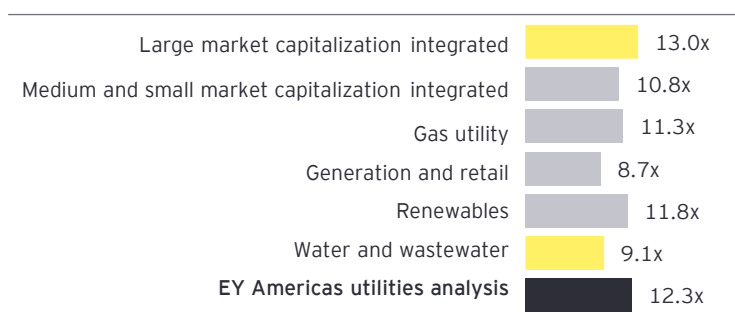 Large market capitalization integrated 13.0x
Medium and small market capitalization integrated 10.8x
Gas utility 11.3x
Generation and retail 8.7x
Renewables 11.8x
Water and wastewater 9.1x
EY Americas utilities analysis 12.3x